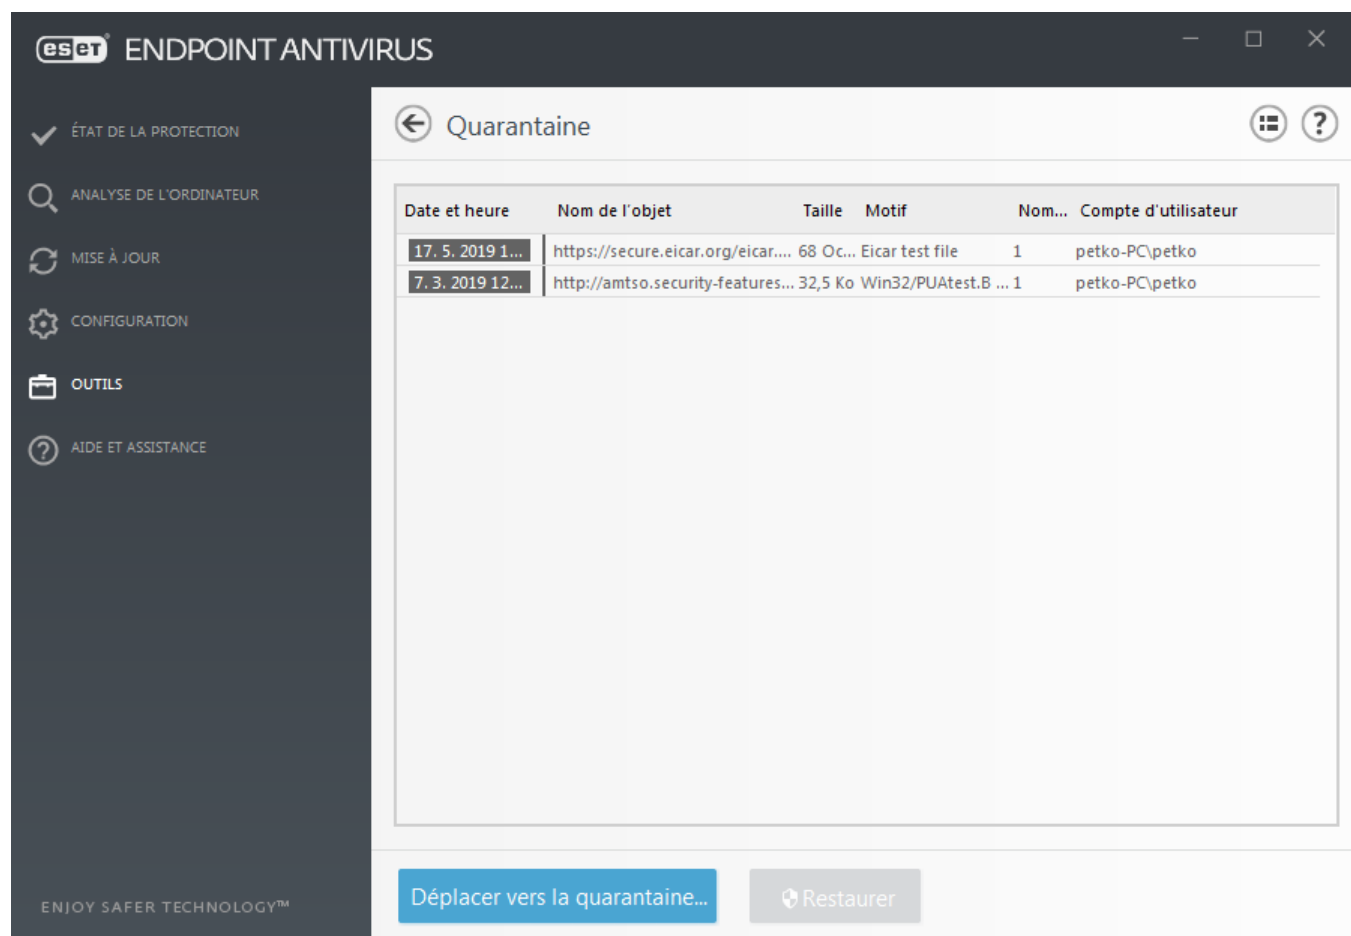 eset ENDPOINT ANTIVIRUS
ÉTAT DE LA PROTECTION
ANALYSE DE L'ORDINATEUR
MISE À JOUR
CONFIGURATION
OUTILS
AIDE ET ASSISTANCE
ENJOY SAFER TECHNOLOGY™
Quarantaine
Date et heure Nom de l'objet Taille Motif Nom... Compte d'utilisateur
17. 5. 2019 1... https://secure.eicar.org/eicar.... 68 Oc... Eicar test file 1 petko-PC\petko
7. 3. 2019 12... http://amtso.security-features... 32,5 Ko Win32/PUAtest.B ... 1 petko-PC\petko
Déplacer vers la quarantaine... Restaurer